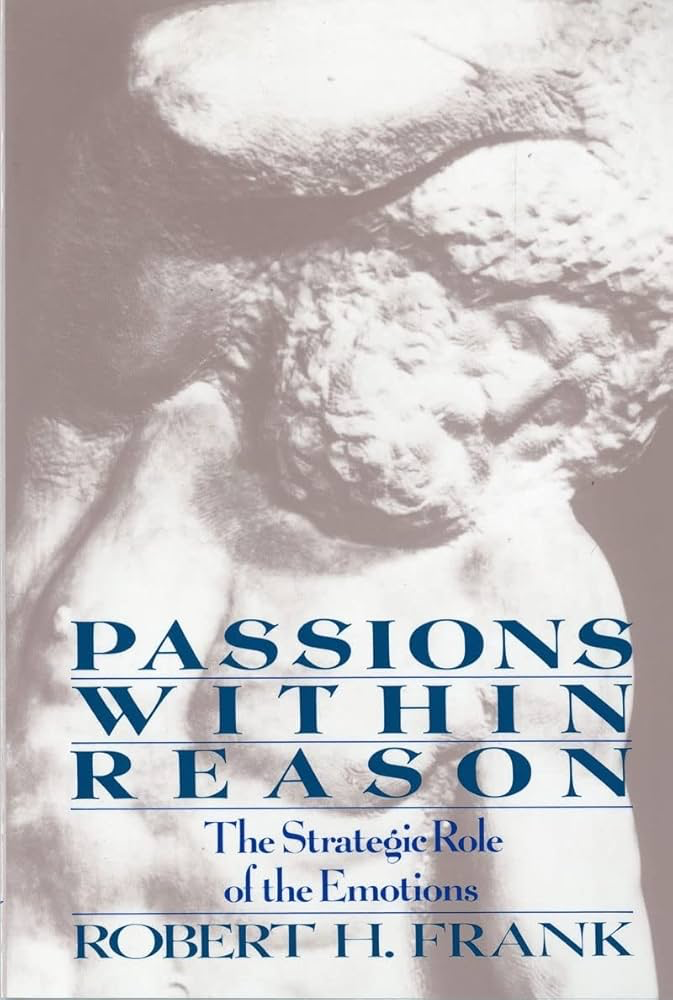 PASSIONS
WITHIN
REASON
The Strategic Role
of the Emotions
ROBERT H. FRANK